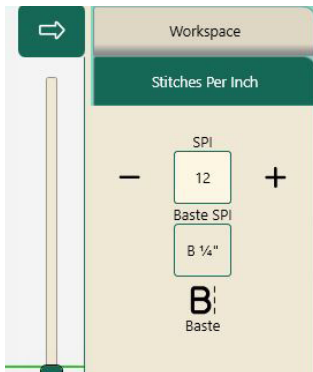 Workspace
Stitches Per Inch
SPI
− 12 +
Baste SPI
B ¼"
B
Baste